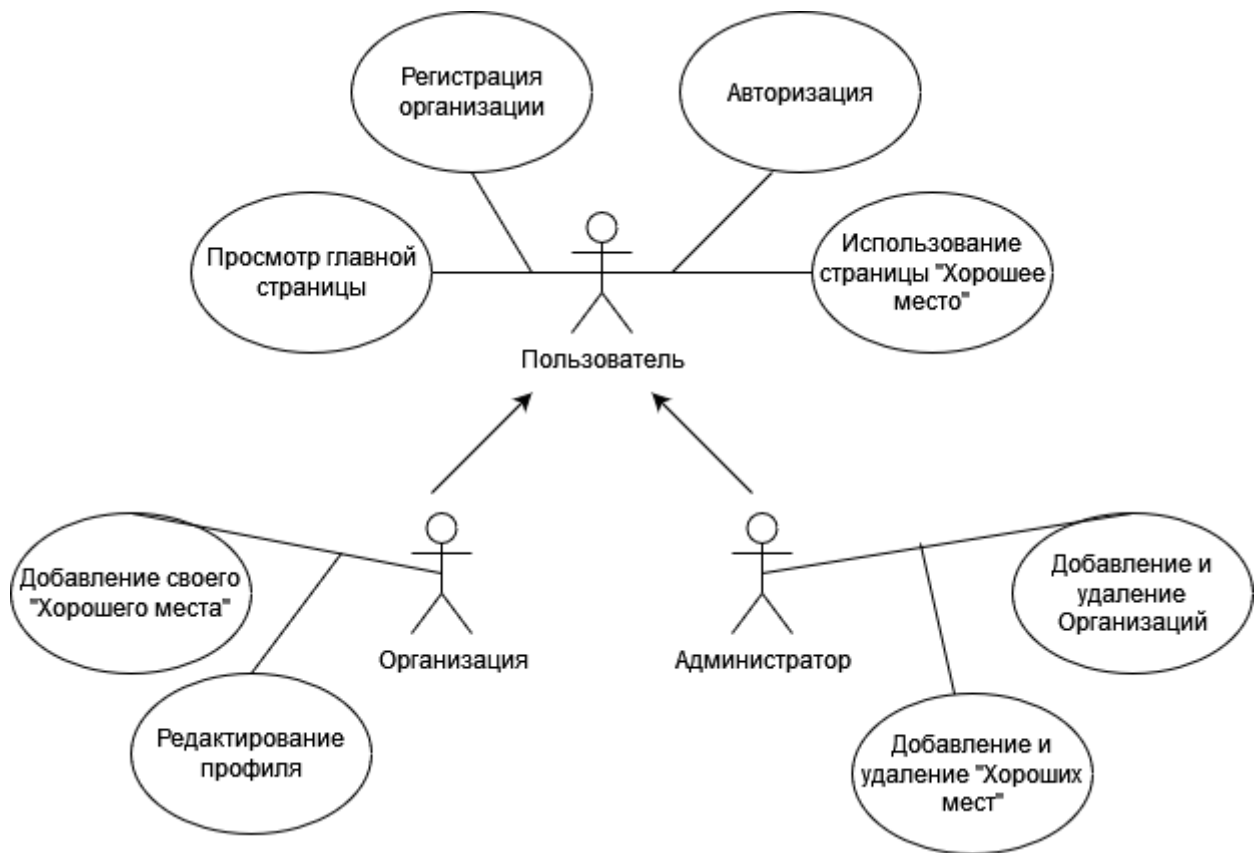 Регистрация
организации
Авторизация
Просмотр главной
страницы
Использование
страницы "Хорошее
место"
Пользователь
Добавление своего
"Хорошего места"
Организация
Редактирование
профиля
Администратор
Добавление и
удаление
Организаций
Добавление и
удаление "Хороших
мест"